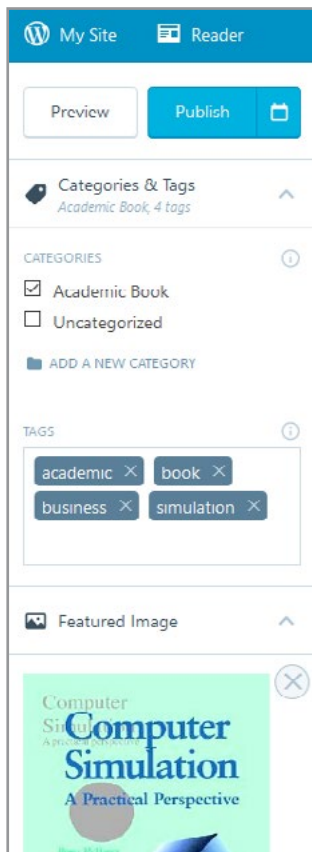 My Site Reader
Preview Publish
Categories & Tags
Academic Book, 4 tags
CATEGORIES
Academic Book
Uncategorized
ADD A NEW CATEGORY
TAGS
academic × book ×
business × simulation ×
Featured Image
Computer
Simulation
A practical perspective
Computer
Simulation
A Practical Perspective